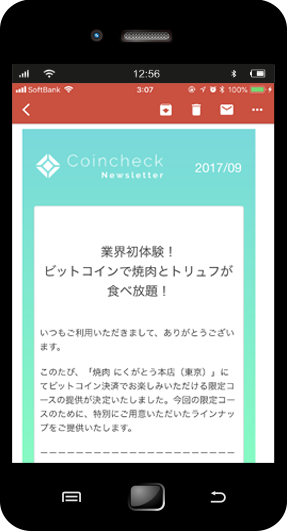 12:56
SoftBank
3:07
100%
Coincheck
Newsletter
2017/09
業界初体験！
ビットコインで焼肉とトリュフが
食べ放題！
いつもご利用いただきまして、ありがとうござい
ます。
このたび、「焼肉 にくがとう本店（東京）」に
てビットコイン決済でお楽しみいただける限定コ
ースの提供が決定いたしました。今回の限定コー
スのために、特別にご用意いただいたラインナッ
プをご提供いたします。